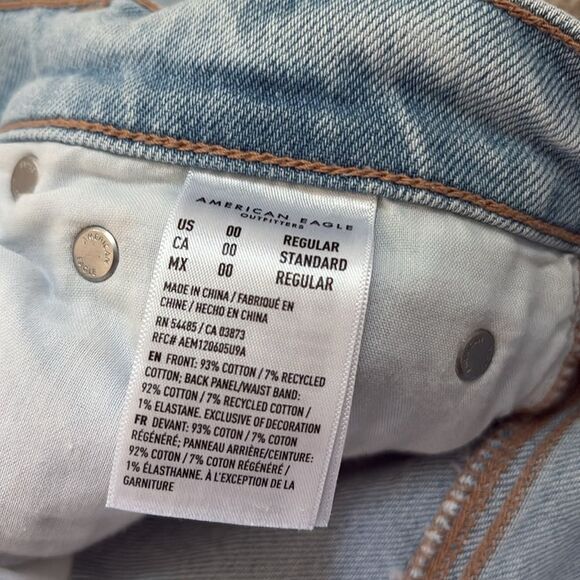 AMERICAN EAGLE
OUTFITTERS
US 00 REGULAR
CA 00 STANDARD
MX 00 REGULAR
MADE IN CHINA / FABRIQUÉ EN
CHINE / HECHO EN CHINA
RN 54485 / CA 03873
RFC# AEM120605U9A
EN FRONT: 93% COTTON / 7% RECYCLED
COTTON; BACK PANEL/WAIST BAND:
92% COTTON / 7% RECYCLED COTTON /
1% ELASTANE. EXCLUSIVE OF DECORATION
FR DEVANT: 93% COTON / 7% COTON
RÉGÉNÉRÉ; PANNEAU ARRIÈRE/CEINTURE:
92% COTON / 7% COTON RÉGÉNÉRÉ /
1% ÉLASTHANNE. À L'EXCEPTION DE LA
GARNITURE
AMERICAN
EAGLE